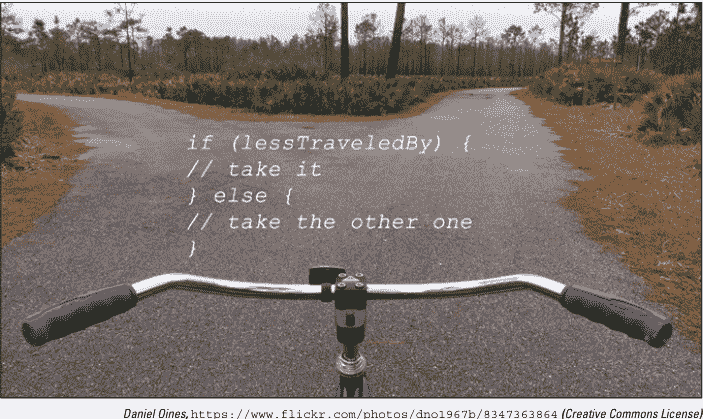 if (lessTraveledBy) {
// take it
} else {
// take the other one
}
Daniel Oines, https://www.flickr.com/photos/dno1967b/8347363864 (Creative Commons License)